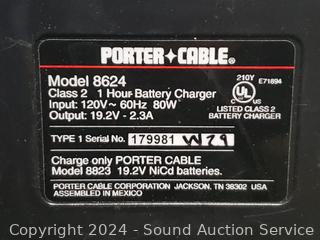 PORTER+CABLE®
Model 8624
Class 2 1 Hour Battery Charger
Input: 120V~ 60Hz 80W
Output: 19.2V - 2.3A
210Y E71894
UL
LISTED CLASS 2
BATTERY CHARGER
TYPE 1 Serial No. 179981 W29
Charge only PORTER CABLE
Model 8823 19.2V NiCd batteries.
PORTER CABLE CORPORATION JACKSON, TN 38302 USA
ASSEMBLED IN MEXICO
Copyright 2024 - Sound Auction Service